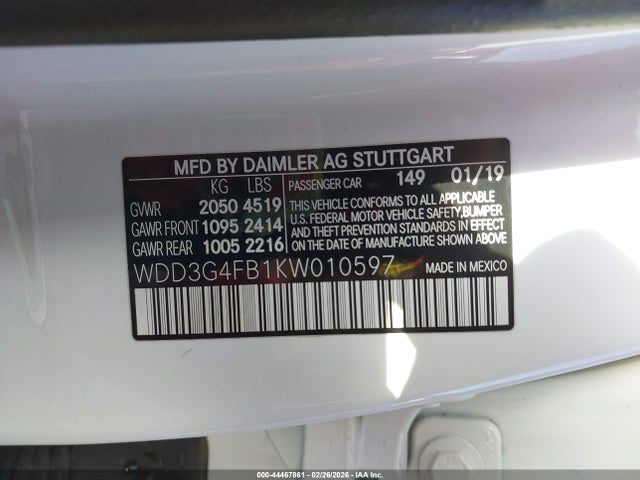 MFD BY DAIMLER AG STUTTGART
KG LBS
GVWR 2050 4519
GAWR FRONT 1095 2414
GAWR REAR 1005 2216
PASSENGER CAR 149 01/19
THIS VEHICLE CONFORMS TO ALL APPLICABLE
U.S. FEDERAL MOTOR VEHICLE SAFETY,BUMPER
AND THEFT PREVENTION STANDARDS IN EFFECT
ON THE DATE OF MANUFACTURE SHOWN ABOVE.
WDD3G4FB1KW010597 MADE IN MEXICO
000-44467861 | 02/26/2026 - IAA Inc.